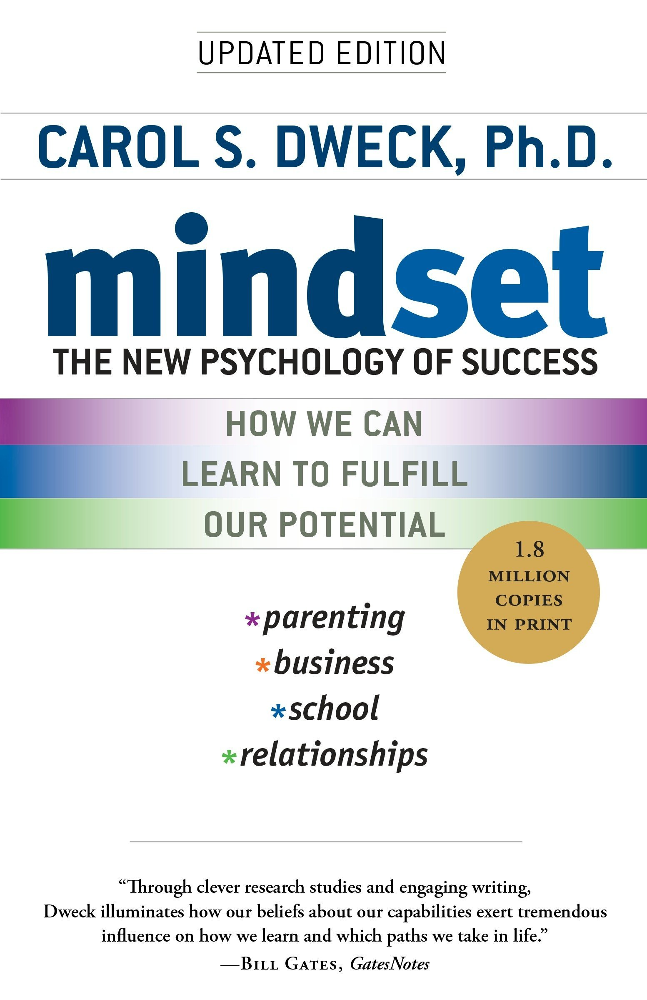 UPDATED EDITION
CAROL S. DWECK, Ph.D.
mindset
THE NEW PSYCHOLOGY OF SUCCESS
HOW WE CAN
LEARN TO FULFILL
OUR POTENTIAL
1.8
MILLION
COPIES
IN PRINT
*parenting
*business
*school
*relationships
“Through clever research studies and engaging writing,
Dweck illuminates how our beliefs about our capabilities exert tremendous
influence on how we learn and which paths we take in life.”
—BILL GATES, GatesNotes